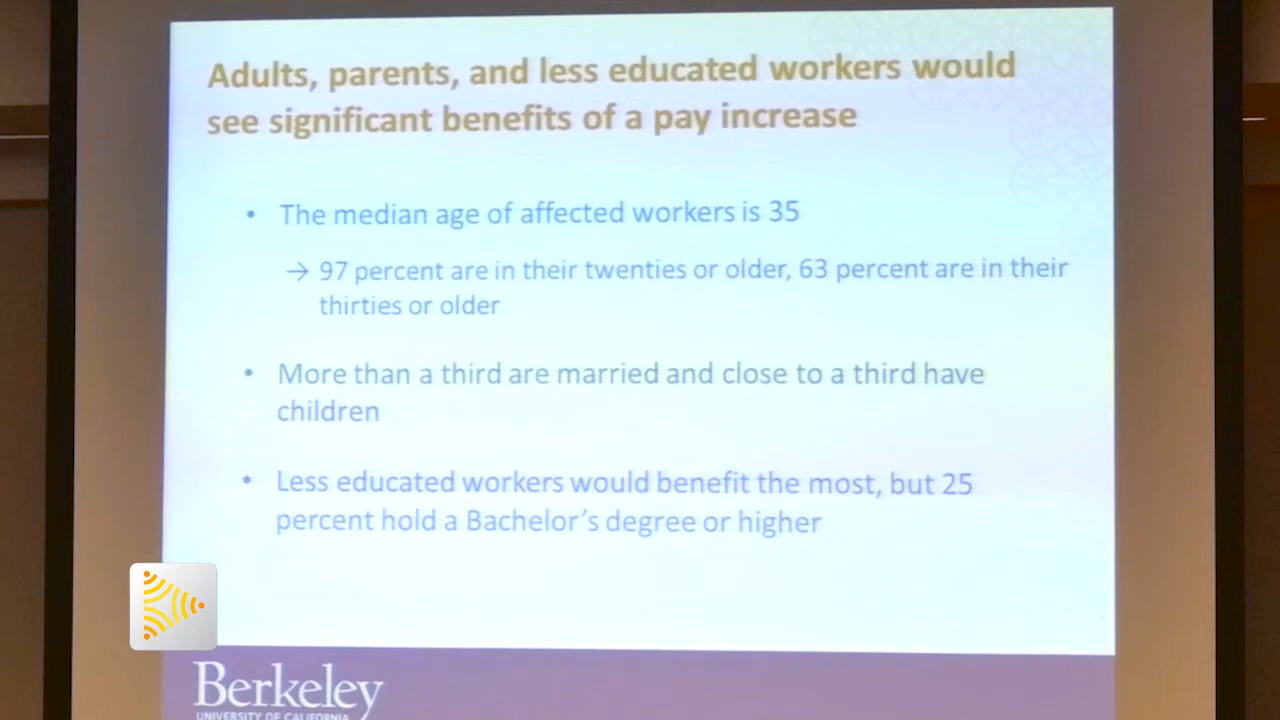 Adults, parents, and less educated workers would
see significant benefits of a pay increase
• The median age of affected workers is 35
→ 97 percent are in their twenties or older, 63 percent are in their
thirties or older
• More than a third are married and close to a third have
children
• Less educated workers would benefit the most, but 25
percent hold a Bachelor's degree or higher
Berkeley
UNIVERSITY OF CALIFORNIA